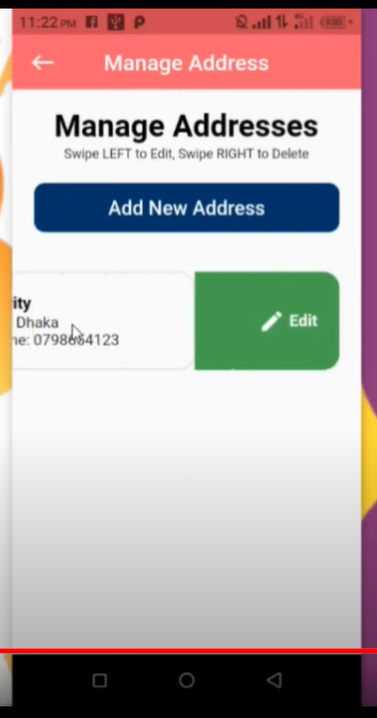 11:22 PM
Manage Address
Manage Addresses
Swipe LEFT to Edit, Swipe RIGHT to Delete
Add New Address
ity
Dhaka
ne: 0798654123
Edit